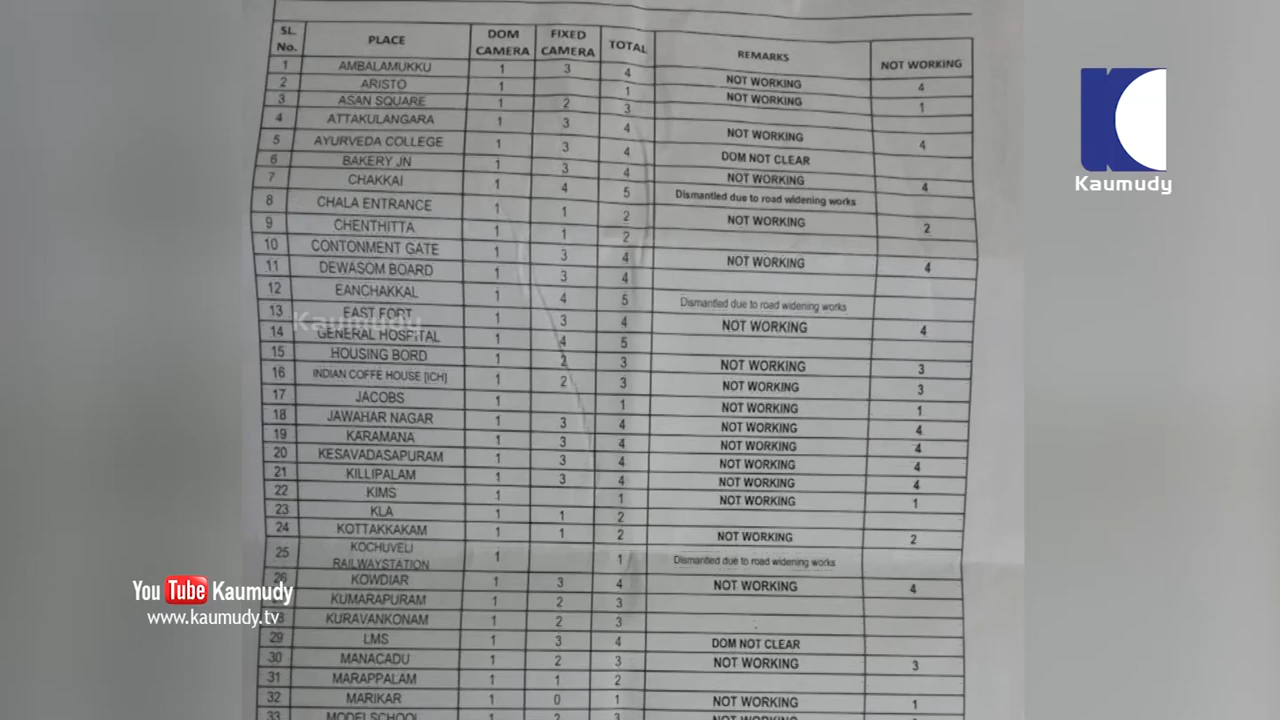 SL. No. PLACE DOM CAMERA FIXED CAMERA TOTAL REMARKS NOT WORKING
1 AMBALAMUKKU 1 3 4 NOT WORKING 4
2 ARISTO 1 1 NOT WORKING 1
3 ASAN SQUARE 1 2 3
4 ATTAKULANGARA 1 3 4 NOT WORKING 4
5 AYURVEDA COLLEGE 1 3 4 DOM NOT CLEAR
6 BAKERY JN 1 3 4 NOT WORKING 4
7 CHAKKAI 1 4 5 Dismantled due to road widening works
8 CHALA ENTRANCE 1 1 2 NOT WORKING 2
9 CHENTHITTA 1 1 2
10 CONTONMENT GATE 1 3 4 NOT WORKING 4
11 DEWASOM BOARD 1 3 4
12 EANCHAKKAL 1 4 5 Dismantled due to road widening works
13 EAST FORT 1 3 4 NOT WORKING 4
14 GENERAL HOSPITAL 1 4 5
15 HOUSING BORD 1 2 3 NOT WORKING 3
16 INDIAN COFFE HOUSE [ICH] 1 2 3 NOT WORKING 3
17 JACOBS 1 1 NOT WORKING 1
18 JAWAHAR NAGAR 1 3 4 NOT WORKING 4
19 KARAMANA 1 3 4 NOT WORKING 4
20 KESAVADASAPURAM 1 3 4 NOT WORKING 4
21 KILLIPALAM 1 3 4 NOT WORKING 4
22 KIMS 1 1 NOT WORKING 1
23 KLA 1 1 2
24 KOTTAKKAKAM 1 1 2 NOT WORKING 2
25 KOCHUVELI RAILWAYSTATION 1 1 Dismantled due to road widening works
26 KOWDIAR 1 3 4 NOT WORKING 4
KUMARAPURAM 1 2 3
KURAVANKONAM 1 2 3
29 LMS 1 3 4 DOM NOT CLEAR
30 MANACADU 1 2 3 NOT WORKING 3
31 MARAPPALAM 1 1 2
32 MARIKAR 1 0 1 NOT WORKING 1
33 MODELSCHOOL 1 2 3 NOT WORKING
Kaumudy
Kaumudy
You Tube Kaumudy
www.kaumudy.tv